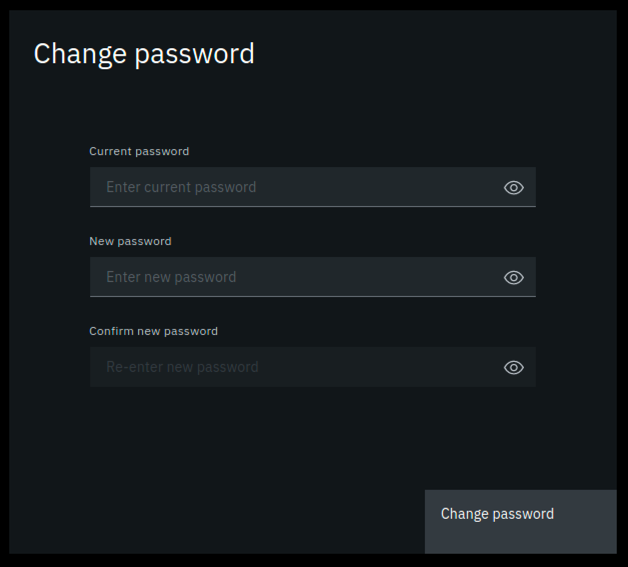 Change password
Current password
Enter current password
New password
Enter new password
Confirm new password
Re-enter new password
Change password